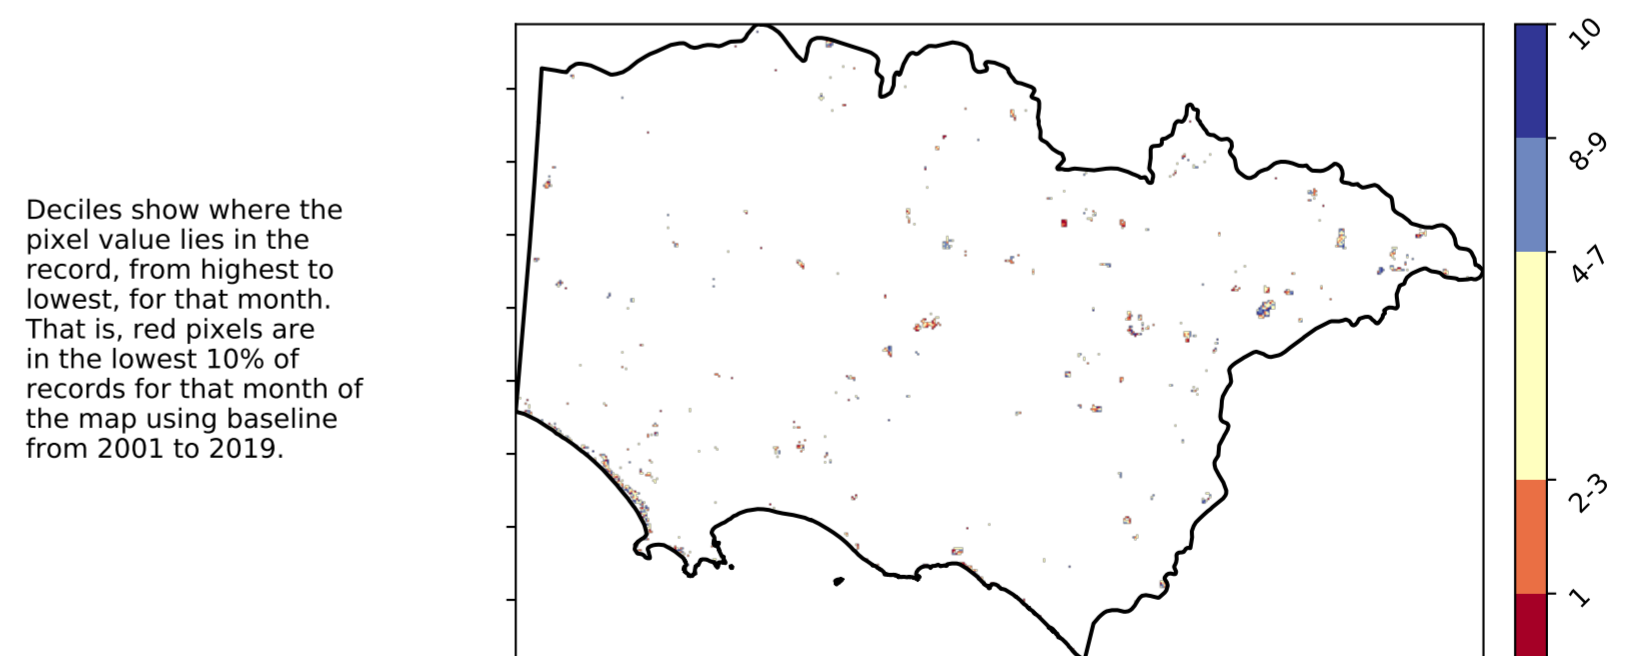 Deciles show where the
pixel value lies in the
record, from highest to
lowest, for that month.
That is, red pixels are
in the lowest 10% of
records for that month of
the map using baseline
from 2001 to 2019.
10
8-9
4-7
2-3
1